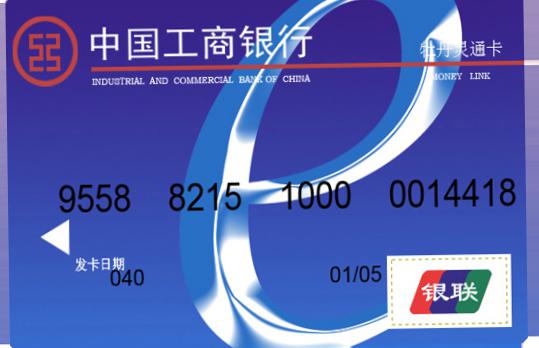 中国工商银行
牡丹灵通卡
INDUSTRIAL AND COMMERCIAL BANK OF CHINA
MONEY LINK
9558 8215 1000 0014418
发卡日期
040 01/05
银联